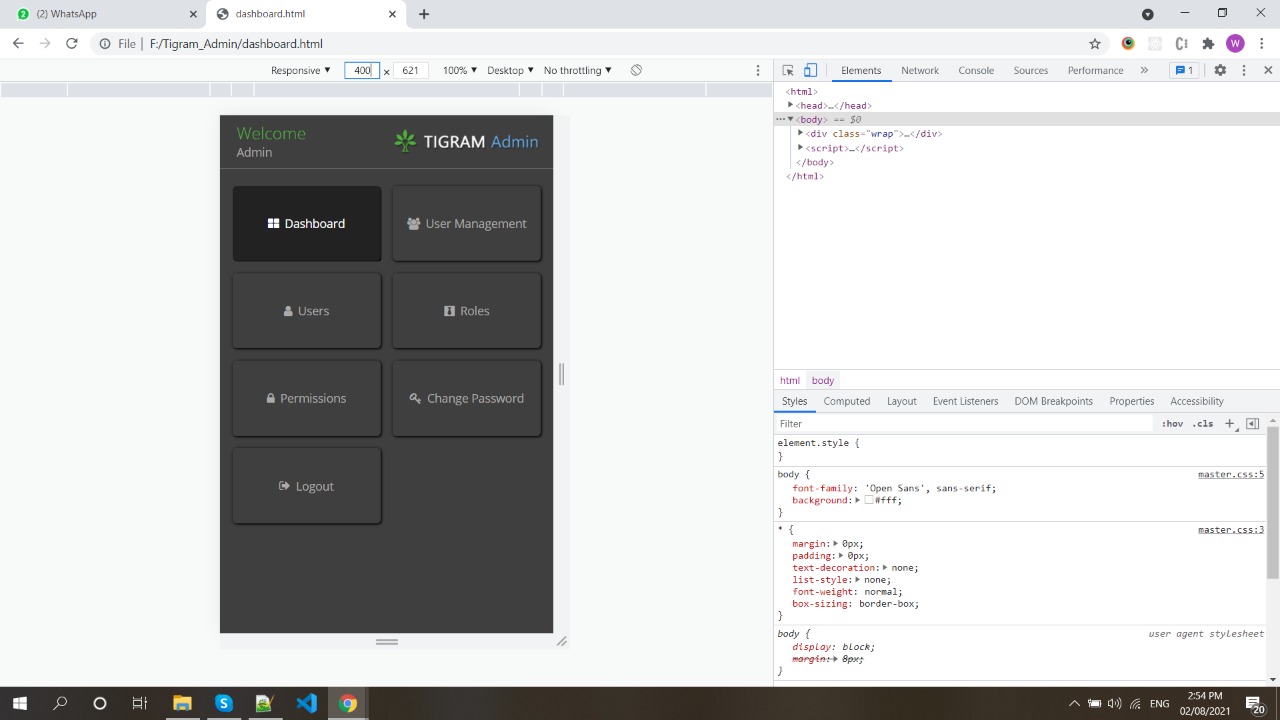 (2) WhatsApp
dashboard.html
File | F:/Tigram_Admin/dashboard.html
W
Responsive ▼ 400 × 621 100% ▼ Desktop ▼ No throttling ▼
Elements Network Console Sources Performance » 1
<html>
<head>…</head>
<body> == $0
<div class="wrap">…</div>
<script>…</script>
</body>
</html>
Welcome
Admin
TIGRAM Admin
Dashboard
User Management
Users
Roles
Permissions
Change Password
Logout
html body
Styles Computed Layout Event Listeners DOM Breakpoints Properties Accessibility
Filter :hov .cls +
element.style {
}
body { master.css:5
font-family: 'Open Sans', sans-serif;
background: #fff;
}
* { master.css:3
margin: 0px;
padding: 0px;
text-decoration: none;
list-style: none;
font-weight: normal;
box-sizing: border-box;
}
body { user agent stylesheet
display: block;
margin: 8px;
}
ENG
2:54 PM
02/08/2021
20